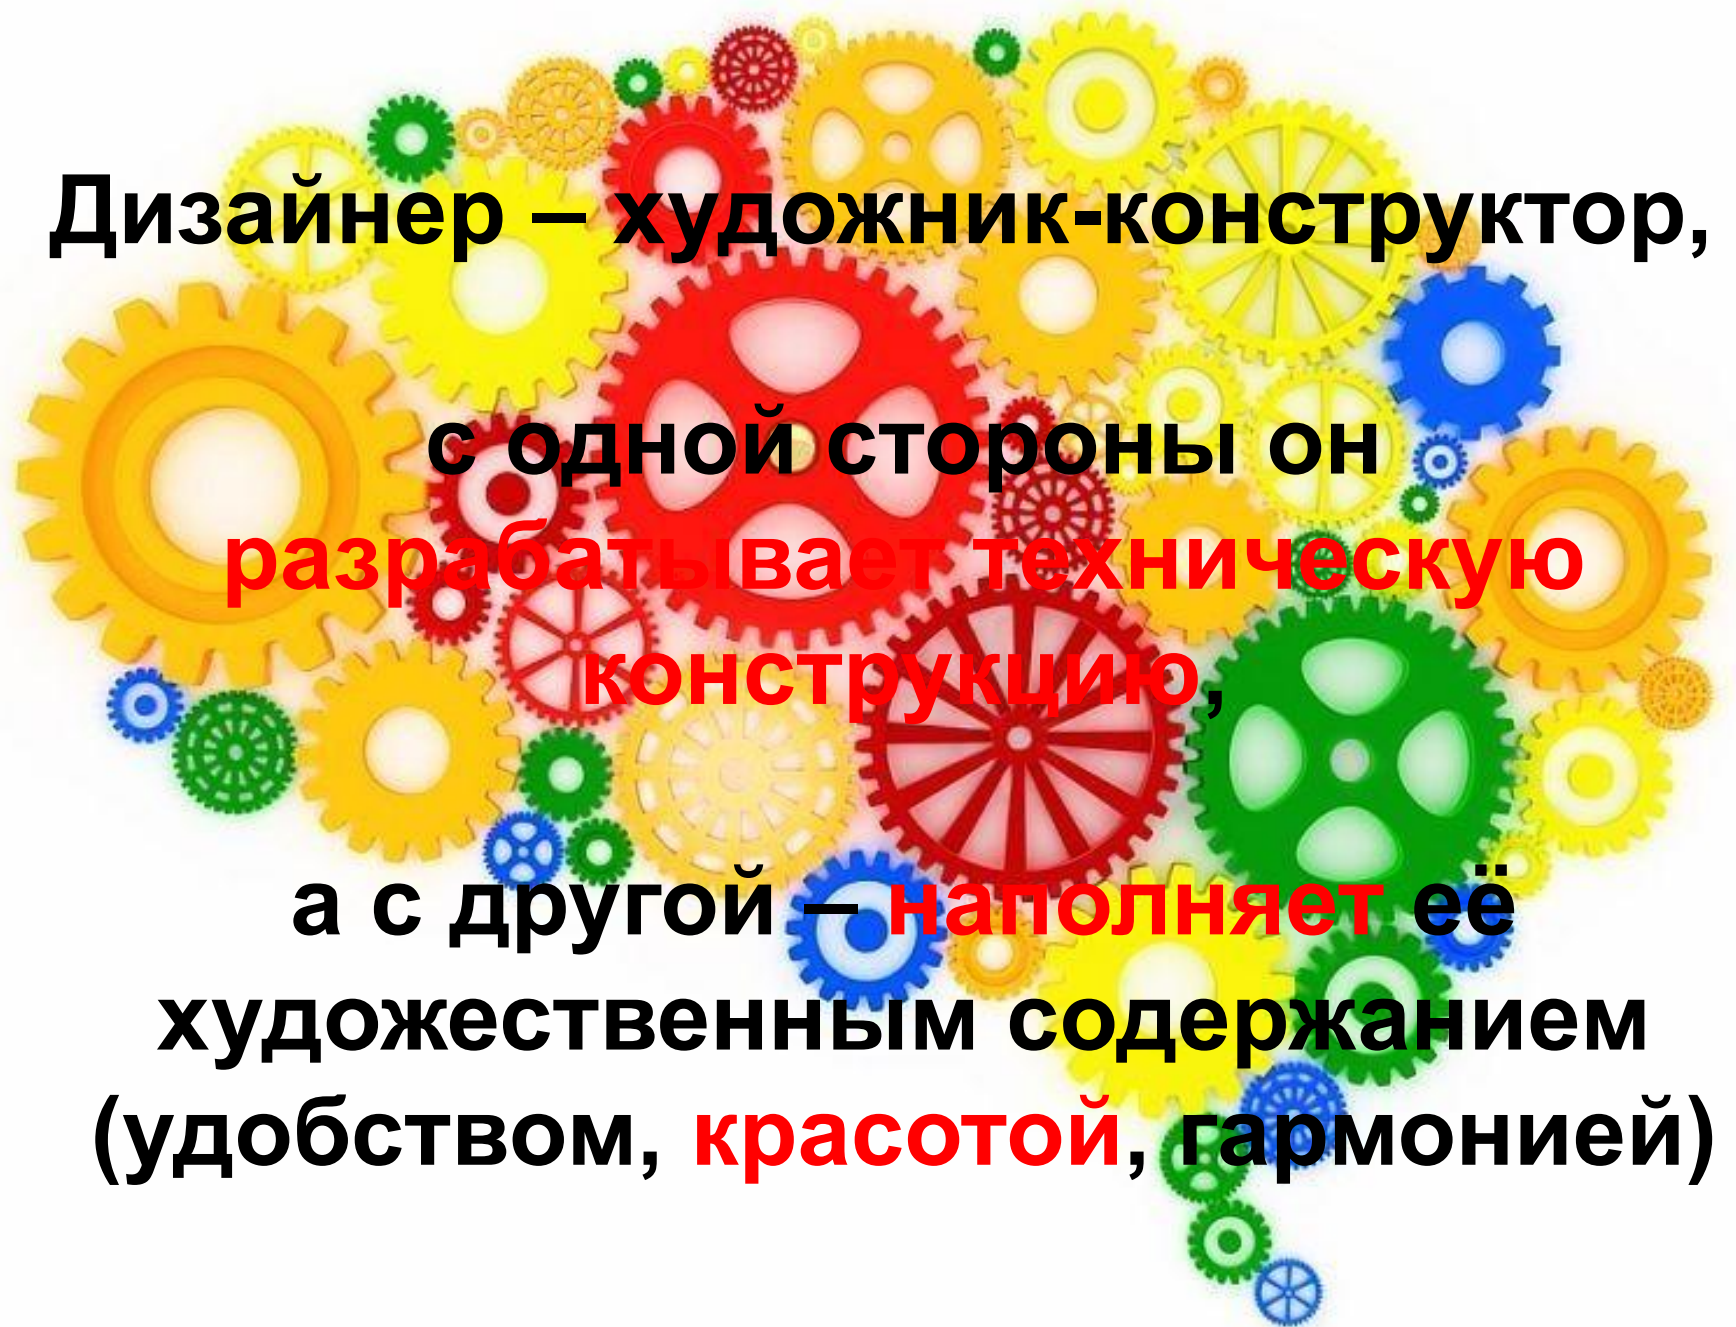 Дизайнер – художник-конструктор,
с одной стороны он
разрабатывает техническую
конструкцию,
а с другой – наполняет её
художественным содержанием
(удобством, красотой, гармонией)